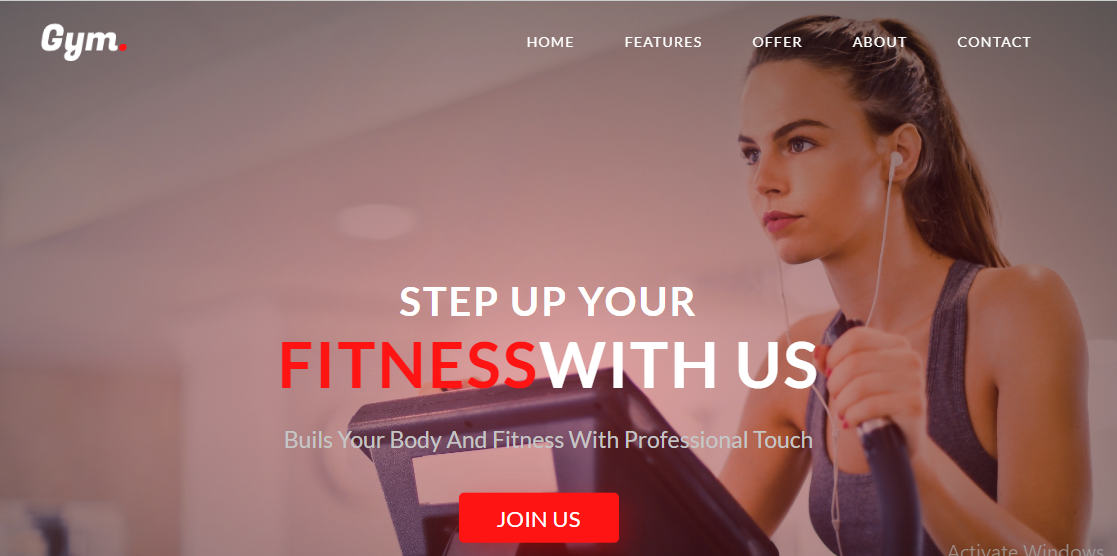 Gym.
HOME FEATURES OFFER ABOUT CONTACT
STEP UP YOUR
FITNESSWITH US
Buils Your Body And Fitness With Professional Touch
JOIN US
Activate Windows